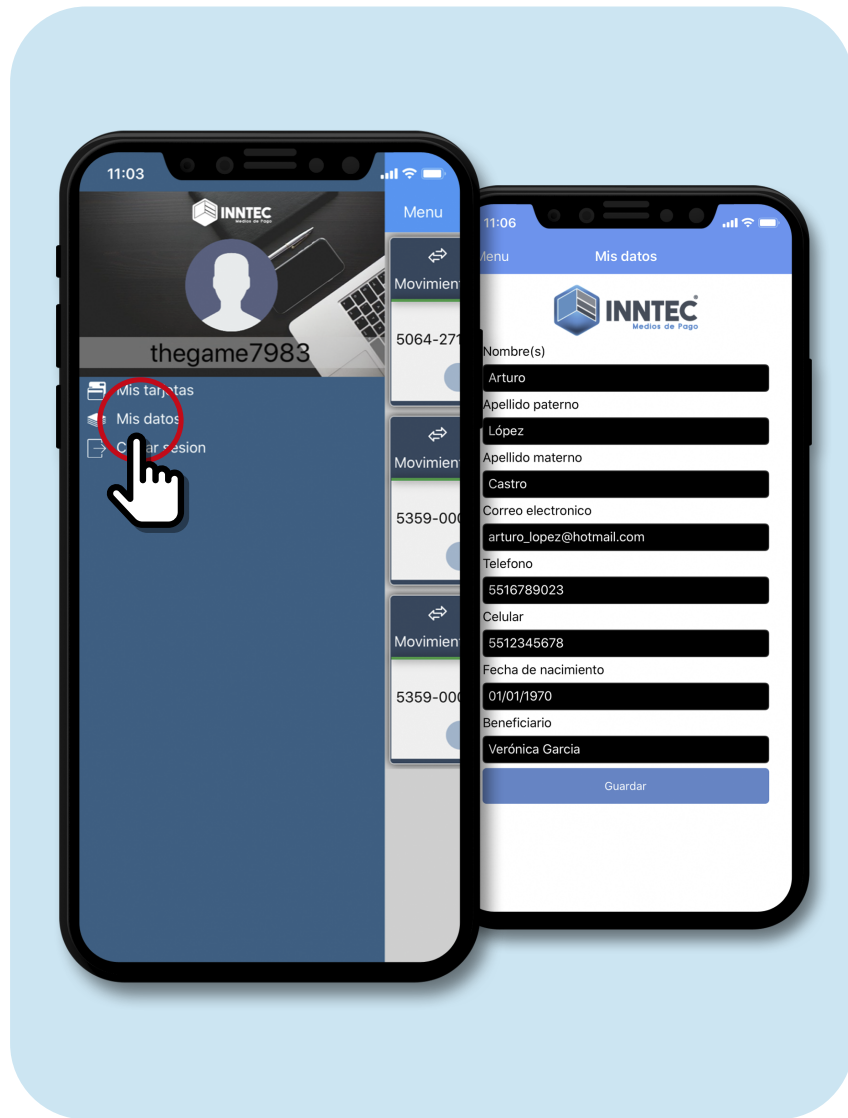 11:03
INNTEC
Medios de Pago
thegame7983
Mis tarjetas
Mis datos
sesion
Menu
Movimien
5064-271
Movimien
5359-000
Movimien
5359-000
11:06
Menu
Mis datos
INNTEC
Medios de Pago
Nombre(s)
Arturo
Apellido paterno
López
Apellido materno
Castro
Correo electronico
arturo_lopez@hotmail.com
Telefono
5516789023
Celular
5512345678
Fecha de nacimiento
01/01/1970
Beneficiario
Verónica Garcia
Guardar